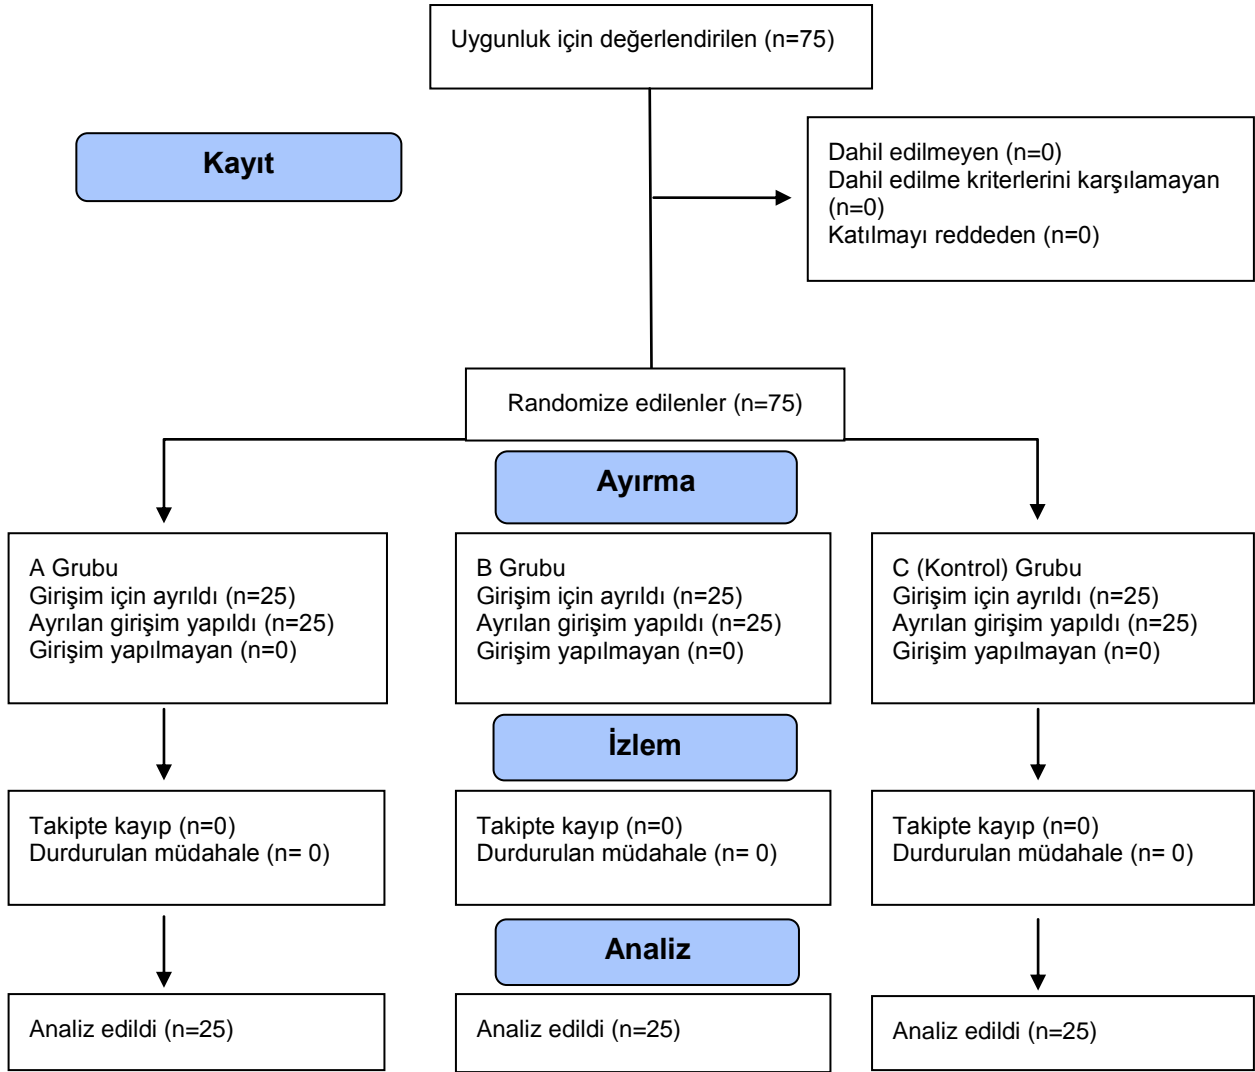 Uygunluk için değerlendirilen (n=75)
Kayıt
Dahil edilmeyen (n=0)
Dahil edilme kriterlerini karşılamayan
(n=0)
Katılmayı reddeden (n=0)
Randomize edilenler (n=75)
Ayırma
A Grubu
Girişim için ayrıldı (n=25)
Ayrılan girişim yapıldı (n=25)
Girişim yapılmayan (n=0)
B Grubu
Girişim için ayrıldı (n=25)
Ayrılan girişim yapıldı (n=25)
Girişim yapılmayan (n=0)
C (Kontrol) Grubu
Girişim için ayrıldı (n=25)
Ayrılan girişim yapıldı (n=25)
Girişim yapılmayan (n=0)
İzlem
Takipte kayıp (n=0)
Durdurulan müdahale (n= 0)
Takipte kayıp (n=0)
Durdurulan müdahale (n= 0)
Takipte kayıp (n=0)
Durdurulan müdahale (n= 0)
Analiz
Analiz edildi (n=25)
Analiz edildi (n=25)
Analiz edildi (n=25)